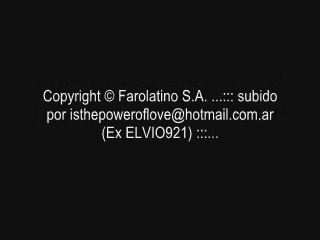 Copyright © Farolatino S.A. ...::: subido
por isthepoweroflove@hotmail.com.ar
(Ex ELVIO921) :::...